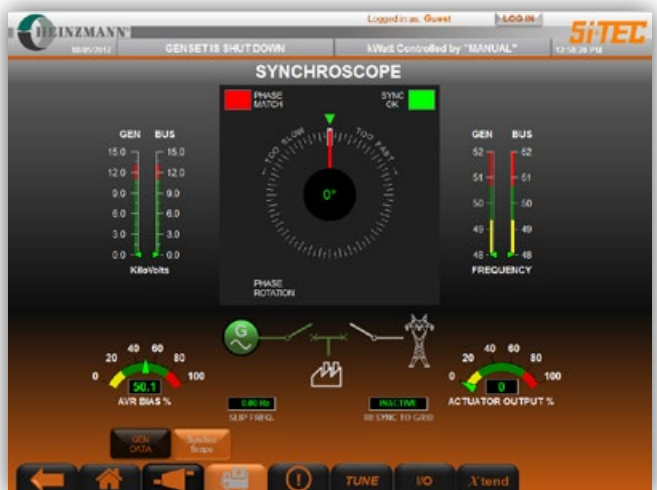 HEINZMANN
Logged in as: Guest
LOG IN
Si-TEC
GENSET IS SHUT DOWN
kWatt Controlled by "MANUAL"
SYNCHROSCOPE
PHASE
MATCH
SYNC
OK
TOO SLOW
TOO FAST
0°
PHASE
ROTATION
GEN BUS
15.0 15.0
12.0 12.0
9.0 9.0
6.0 6.0
3.0 3.0
0.0 0.0
KiloVolts
GEN BUS
52 52
51 51
50 50
49 49
48 48
FREQUENCY
G
0 20 40 60 80 100
50.1
AVR BIAS %
0.00 Hz
SLIP FREQ.
INACTIVE
RE SYNC TO GRID
0 20 40 60 80 100
0
ACTUATOR OUTPUT %
GEN
DATA
Synchro
Scope
TUNE
I/O
Xtend